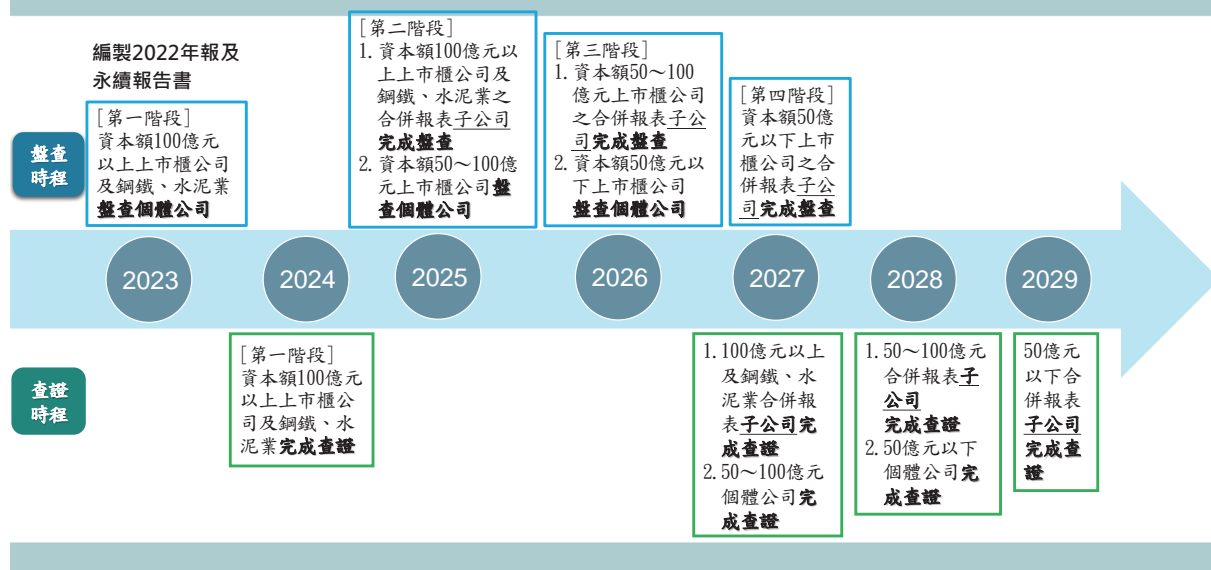 編製2022年報及
永續報告書
盤查
時程
[第一階段]
資本額100億元
以上上市櫃公司
及鋼鐵、水泥業
盤查個體公司
[第二階段]
1.資本額100億元以
上上市櫃公司及
鋼鐵、水泥業之
合併報表子公司
完成盤查
2.資本額50～100億
元上市櫃公司盤
查個體公司
[第三階段]
1.資本額50～100
億元上市櫃公司
之合併報表子公
司完成盤查
2.資本額50億元以
下上市櫃公司
盤查個體公司
[第四階段]
資本額50億
元以下上市
櫃公司之合
併報表子公
司完成盤查
2023
2024
2025
2026
2027
2028
2029
查證
時程
[第一階段]
資本額100億元
以上上市櫃公
司及鋼鐵、水
泥業完成查證
1.100億元以上
及鋼鐵、水
泥業合併報
表子公司完
成查證
2.50～100億元
個體公司完
成查證
1.50～100億元
合併報表子
公司
完成查證
2.50億元以下
個體公司完
成查證
50億元
以下合
併報表
子公司
完成查
證